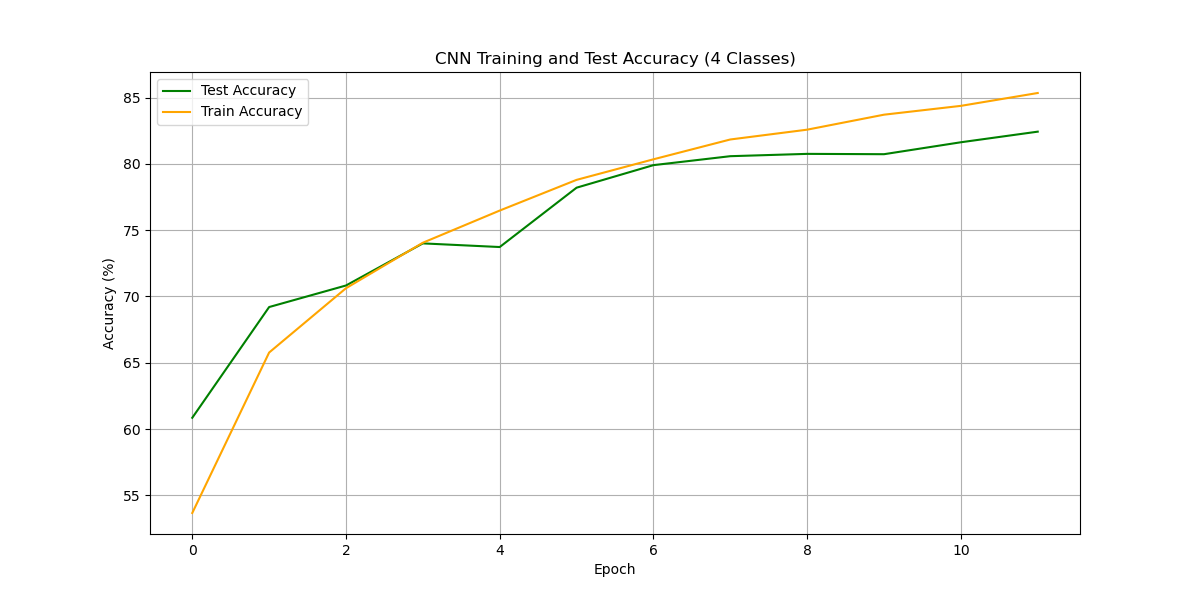 CNN Training and Test Accuracy (4 Classes)
Test Accuracy
Train Accuracy
Accuracy (%)
85
80
75
70
65
60
55
0 2 4 6 8 10
Epoch